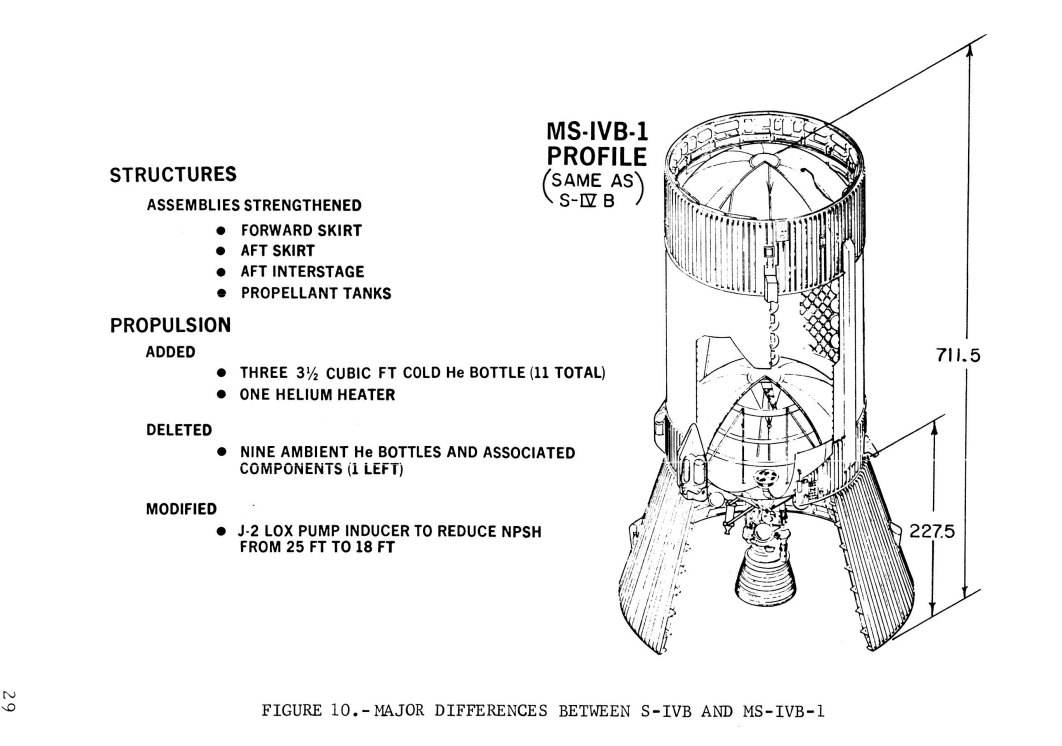 STRUCTURES
ASSEMBLIES STRENGTHENED
● FORWARD SKIRT
● AFT SKIRT
● AFT INTERSTAGE
● PROPELLANT TANKS
PROPULSION
ADDED
● THREE 3½ CUBIC FT COLD He BOTTLE (11 TOTAL)
● ONE HELIUM HEATER
DELETED
● NINE AMBIENT He BOTTLES AND ASSOCIATED
COMPONENTS (1 LEFT)
MODIFIED
● J-2 LOX PUMP INDUCER TO REDUCE NPSH
FROM 25 FT TO 18 FT
MS-IVB-1
PROFILE
(SAME AS)
S-IV B
711.5
227.5
FIGURE 10.-MAJOR DIFFERENCES BETWEEN S-IVB AND MS-IVB-1
29